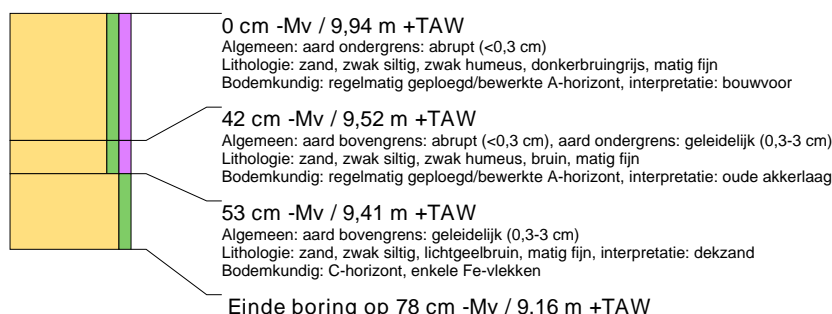 0 cm -Mv / 9,94 m +TAW
Algemeen: aard ondergrens: abrupt (<0,3 cm)
Lithologie: zand, zwak siltig, zwak humeus, donkerbruingrijs, matig fijn
Bodemkundig: regelmatig geploegd/bewerkte A-horizont, interpretatie: bouwvoor
42 cm -Mv / 9,52 m +TAW
Algemeen: aard bovengrens: abrupt (<0,3 cm), aard ondergrens: geleidelijk (0,3-3 cm)
Lithologie: zand, zwak siltig, zwak humeus, bruin, matig fijn
Bodemkundig: regelmatig geploegd/bewerkte A-horizont, interpretatie: oude akkerlaag
53 cm -Mv / 9,41 m +TAW
Algemeen: aard bovengrens: geleidelijk (0,3-3 cm)
Lithologie: zand, zwak siltig, lichtgeelbruin, matig fijn, interpretatie: dekzand
Bodemkundig: C-horizont, enkele Fe-vlekken
Einde boring op 78 cm -Mv / 9,16 m +TAW